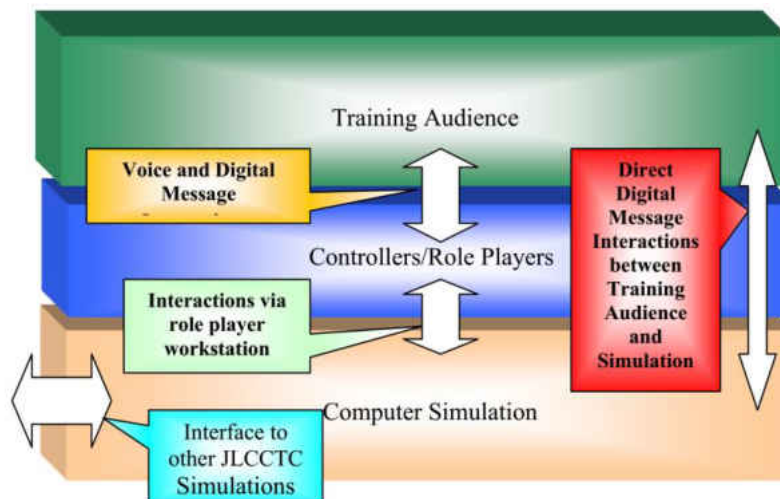 Training Audience
Voice and Digital
Message
Direct
Digital
Message
Interactions
between
Training
Audience
and
Simulation
Controllers/Role Players
Interactions via
role player
workstation
Computer Simulation
Interface to
other JLCCTC
Simulations